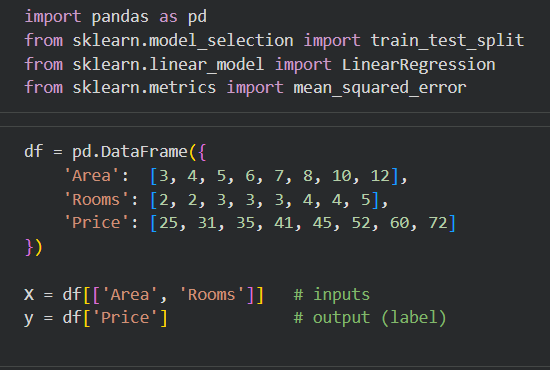 import pandas as pd
from sklearn.model_selection import train_test_split
from sklearn.linear_model import LinearRegression
from sklearn.metrics import mean_squared_error
df = pd.DataFrame({
    'Area':  [3, 4, 5, 6, 7, 8, 10, 12],
    'Rooms': [2, 2, 3, 3, 3, 4, 4, 5],
    'Price': [25, 31, 35, 41, 45, 52, 60, 72]
})
X = df[['Area', 'Rooms']]   # inputs
y = df['Price']             # output (label)